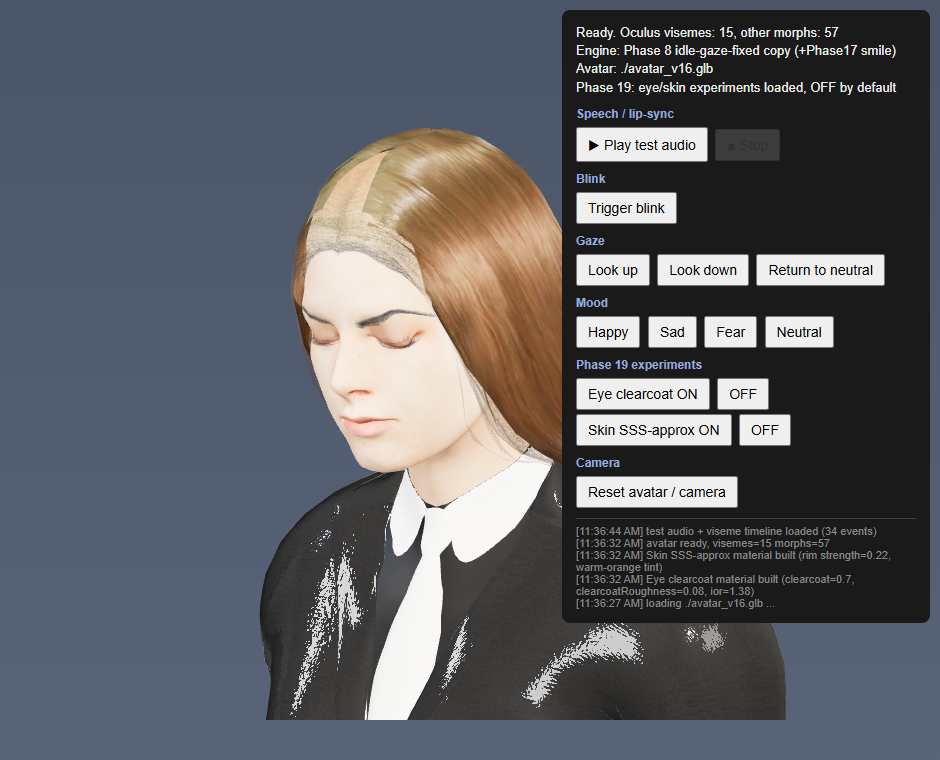 Ready. Oculus visemes: 15, other morphs: 57
Engine: Phase 8 idle-gaze-fixed copy (+Phase17 smile)
Avatar: ./avatar_v16.glb
Phase 19: eye/skin experiments loaded, OFF by default
Speech / lip-sync
▶ Play test audio ■ Stop
Blink
Trigger blink
Gaze
Look up Look down Return to neutral
Mood
Happy Sad Fear Neutral
Phase 19 experiments
Eye clearcoat ON OFF
Skin SSS-approx ON OFF
Camera
Reset avatar / camera
[11:36:44 AM] test audio + viseme timeline loaded (34 events)
[11:36:32 AM] avatar ready, visemes=15 morphs=57
[11:36:32 AM] Skin SSS-approx material built (rim strength=0.22,
warm-orange tint)
[11:36:32 AM] Eye clearcoat material built (clearcoat=0.7,
clearcoatRoughness=0.08, ior=1.38)
[11:36:27 AM] loading ./avatar_v16.glb ...